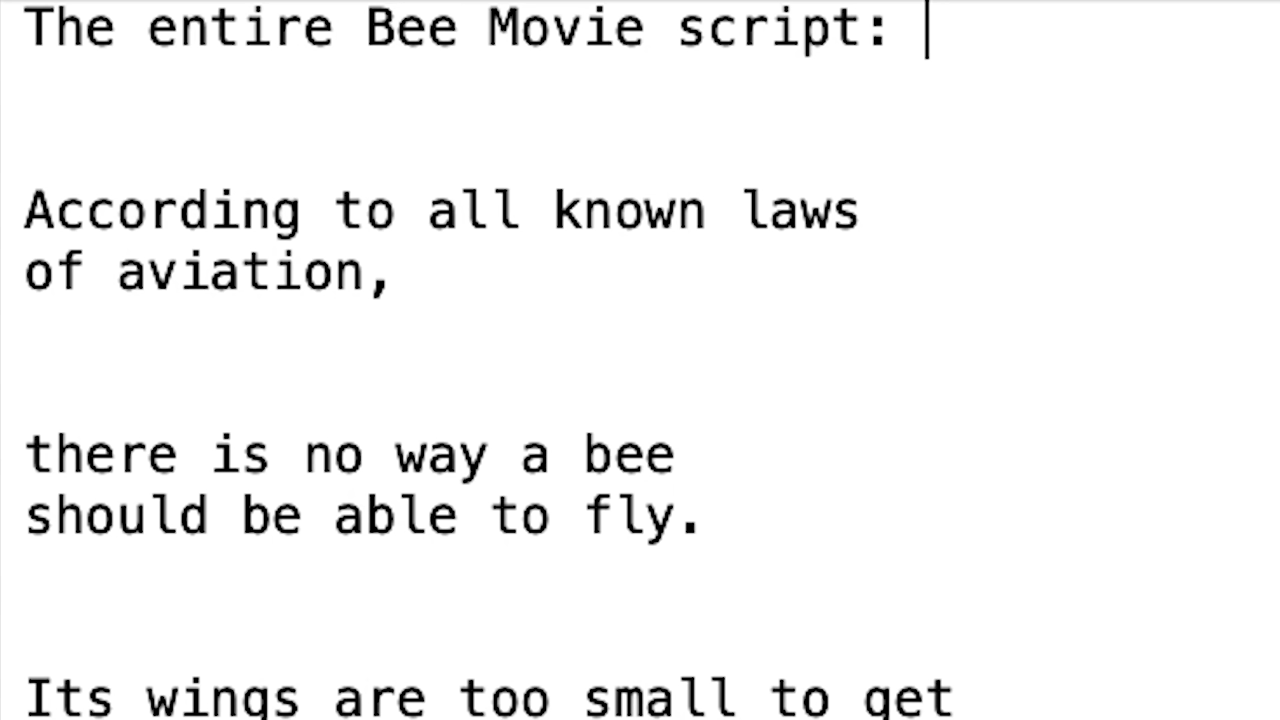 The entire Bee Movie script:
According to all known laws
of aviation,
there is no way a bee
should be able to fly.
Its wings are too small to get